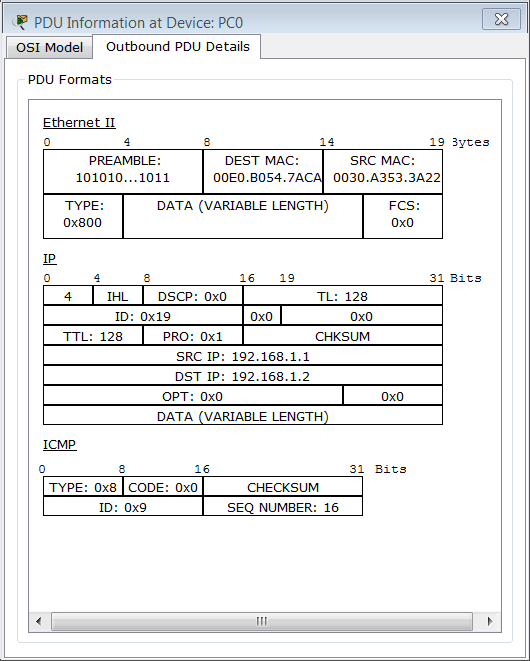 PDU Information at Device: PC0
OSI Model Outbound PDU Details
PDU Formats
Ethernet II
0 4 8 14 19 Bytes
PREAMBLE: DEST MAC: SRC MAC:
101010...1011 00E0.B054.7ACA 0030.A353.3A22
TYPE: DATA (VARIABLE LENGTH) FCS:
0x800 0x0
IP
0 4 8 16 19 31 Bits
4 IHL DSCP: 0x0 TL: 128
ID: 0x19 0x0 0x0
TTL: 128 PRO: 0x1 CHKSUM
SRC IP: 192.168.1.1
DST IP: 192.168.1.2
OPT: 0x0 0x0
DATA (VARIABLE LENGTH)
ICMP
0 8 16 31 Bits
TYPE: 0x8 CODE: 0x0 CHECKSUM
ID: 0x9 SEQ NUMBER: 16